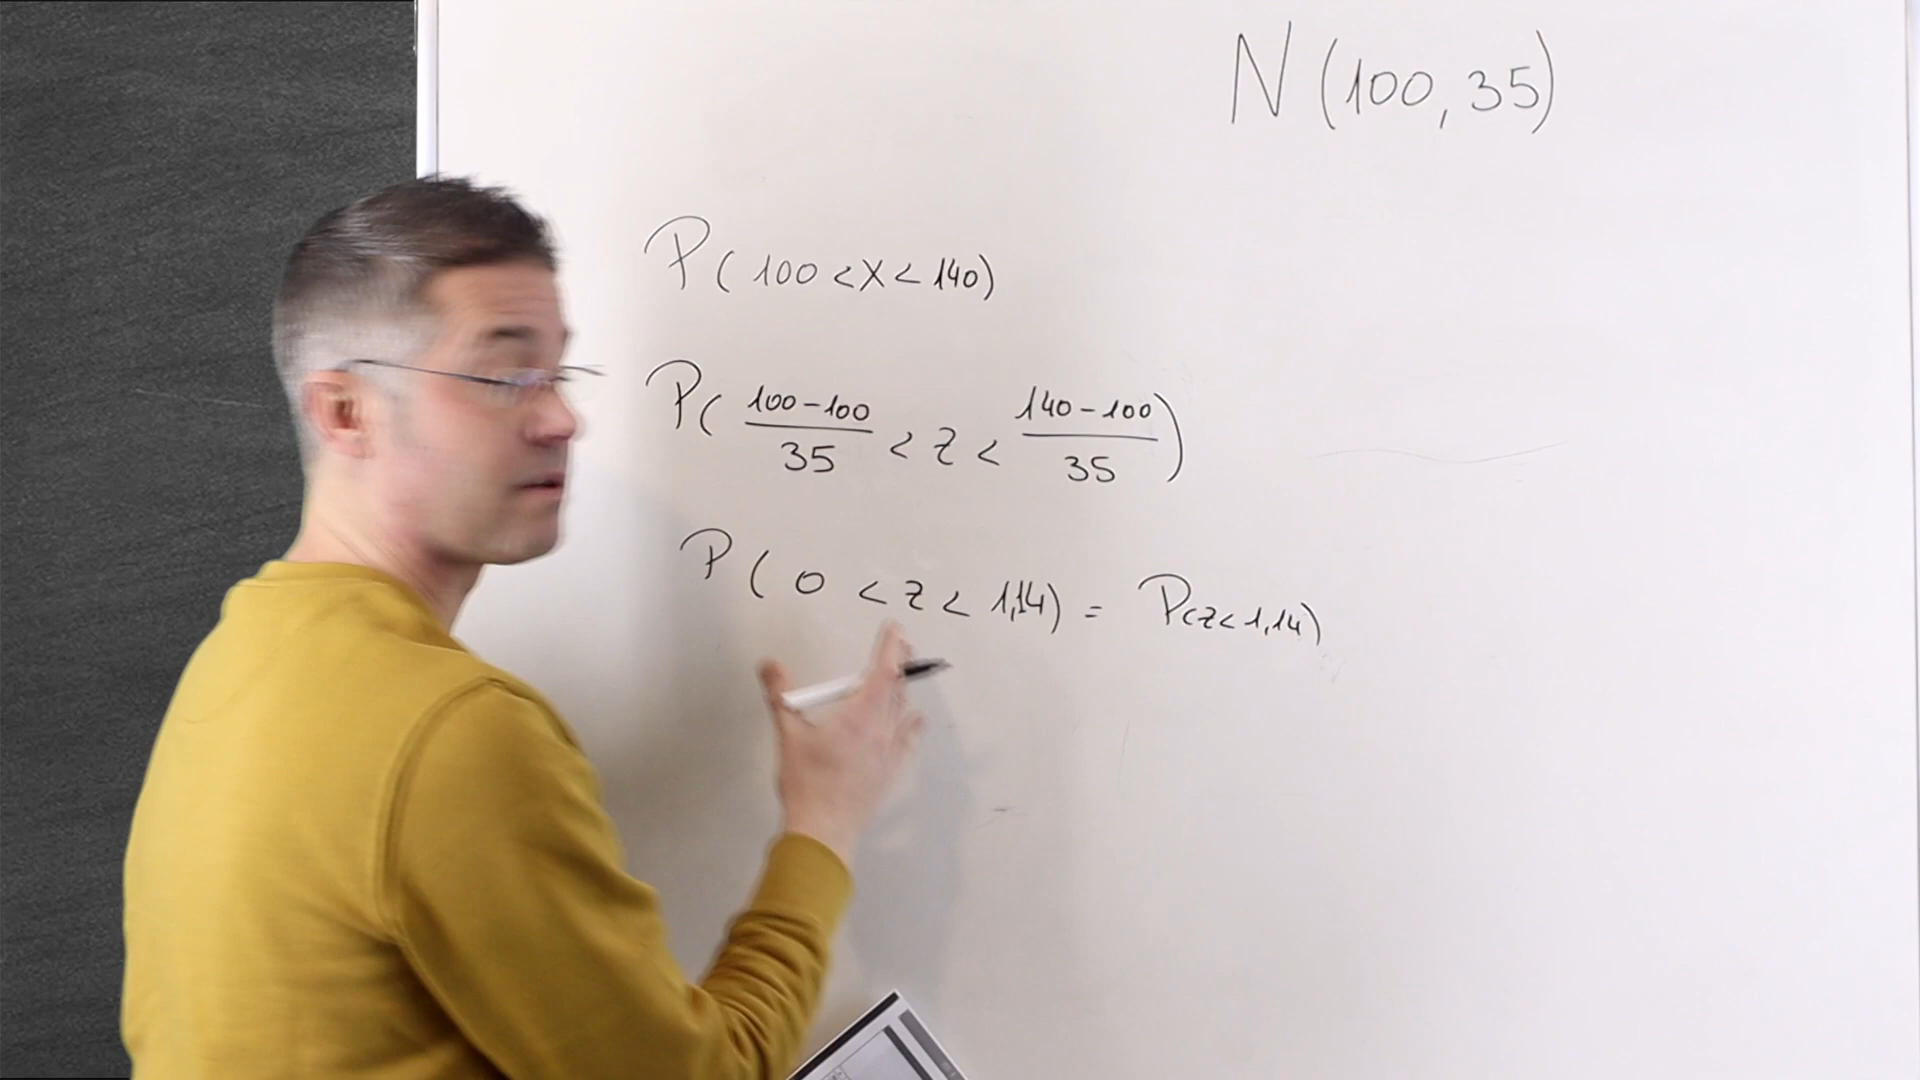 N (100, 35)
P ( 100 < X < 140)
P( 100 - 100 / 35 < Z < 140 - 100 / 35 )
P ( 0 < Z < 1,14) = P(Z < 1,14)